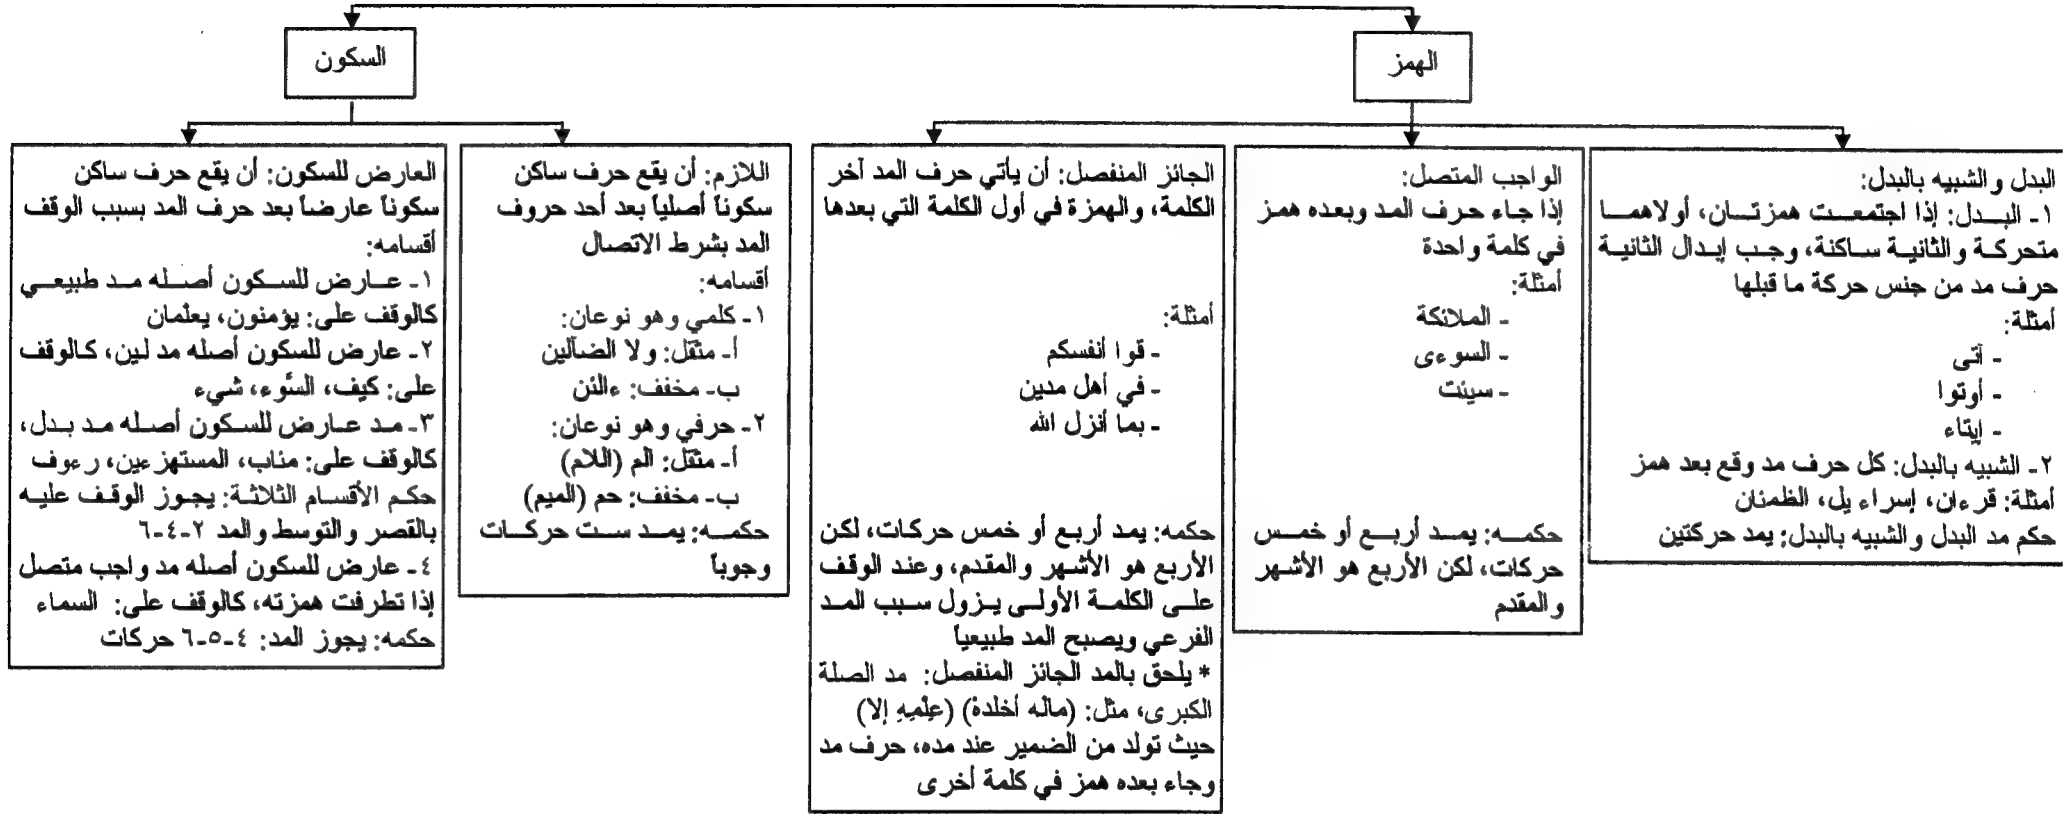 الهمز
السكون
البدل والشبيه بالبدل:
١- البدل: إذا اجتمعت همزتان، أولاهما
متحركة والثانية ساكنة، وجب إبدال الثانية
حرف مد من جنس حركة ما قبلها
أمثلة:
- آتى
- أوتوا
- إيتاء
٢- الشبيه بالبدل: كل حرف مد وقع بعد همز
أمثلة: قرءان، إسراءيل، الظمئان
حكم مد البدل والشبيه بالبدل: يمد حركتين
الواجب المتصل:
إذا جاء حرف المد وبعده همز
في كلمة واحدة
أمثلة:
- الملائكة
- السوءى
- سيئت
حكمه: يمد أربع أو خمس
حركات، لكن الأربع هو الأشهر
والمقدم
الجائز المنفصل: أن يأتي حرف المد آخر
الكلمة، والهمزة في أول الكلمة التي بعدها
أمثلة:
- قوا أنفسكم
- في أهل مدين
- بما أنزل الله
حكمه: يمد أربع أو خمس حركات، لكن
الأربع هو الأشهر والمقدم، وعند الوقف
على الكلمة الأولى يزول سبب المد
الفرعي ويصبح المد طبيعياً
* يلحق بالمد الجائز المنفصل: مد الصلة
الكبرى، مثل: (ماله أخلدهُ) (عِلْمِهِ إلا)
حيث تولد من الضمير عند مده، حرف مد
وجاء بعده همز في كلمة أخرى
اللازم: أن يقع حرف ساكن
سكوناً أصلياً بعد أحد حروف
المد بشرط الاتصال
أقسامه:
١- كلمي وهو نوعان:
أ- مثقل: ولا الضآلين
ب- مخفف: ءالئن
٢- حرفي وهو نوعان:
أ- مثقل: الم (اللام)
ب- مخفف: حم (الميم)
حكمه: يمد ست حركات
وجوباً
العارض للسكون: أن يقع حرف ساكن
سكوناً عارضاً بعد حرف المد بسبب الوقف
أقسامه:
١- عارض للسكون أصله مد طبيعي
كالوقف على: يؤمنون، يعلمان
٢- عارض للسكون أصله مد لين، كالوقف
على: كيف، السَّوء، شيء
٣- مد عارض للسكون أصله مد بدل،
كالوقف على: مئاب، المستهزءين، رءوف
حكم الأقسام الثلاثة: يجوز الوقف عليه
بالقصر والتوسط والمد ٢-٤-٦
٤- عارض للسكون أصله مد واجب متصل
إذا تطرفت همزته، كالوقف على: السماء
حكمه: يجوز المد: ٤-٥-٦ حركات